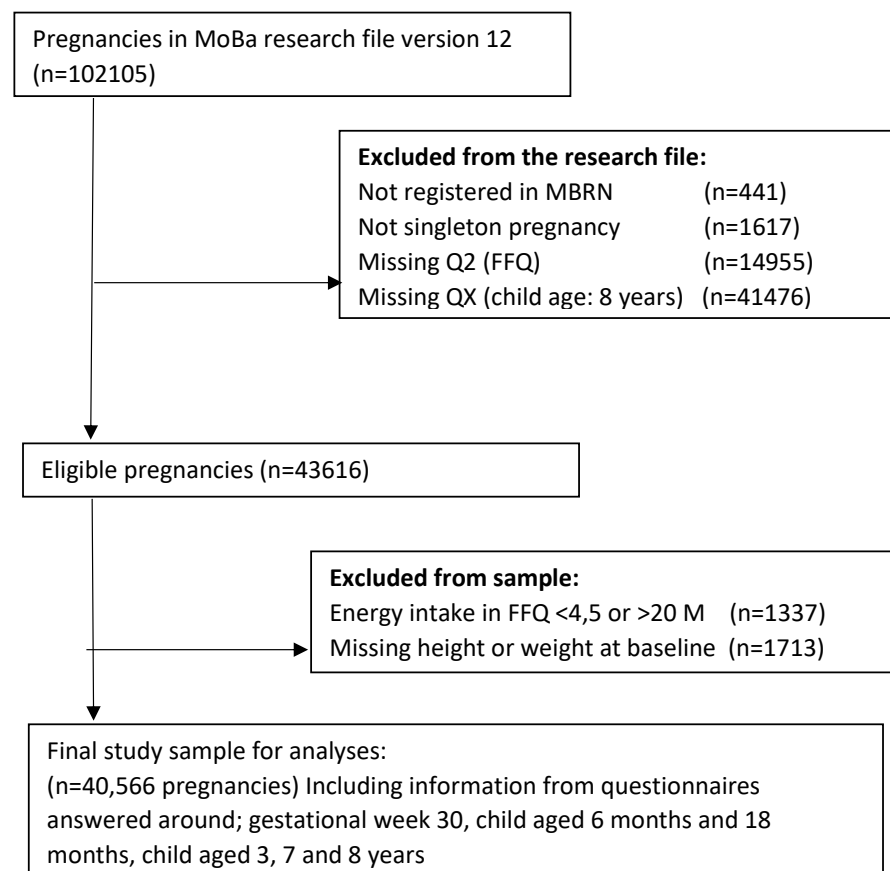 Pregnancies in MoBa research file version 12
(n=102105)
Excluded from the research file:
Not registered in MBRN (n=441)
Not singleton pregnancy (n=1617)
Missing Q2 (FFQ) (n=14955)
Missing QX (child age: 8 years) (n=41476)
Eligible pregnancies (n=43616)
Excluded from sample:
Energy intake in FFQ <4,5 or >20 M (n=1337)
Missing height or weight at baseline (n=1713)
Final study sample for analyses:
(n=40,566 pregnancies) Including information from questionnaires
answered around; gestational week 30, child aged 6 months and 18
months, child aged 3, 7 and 8 years